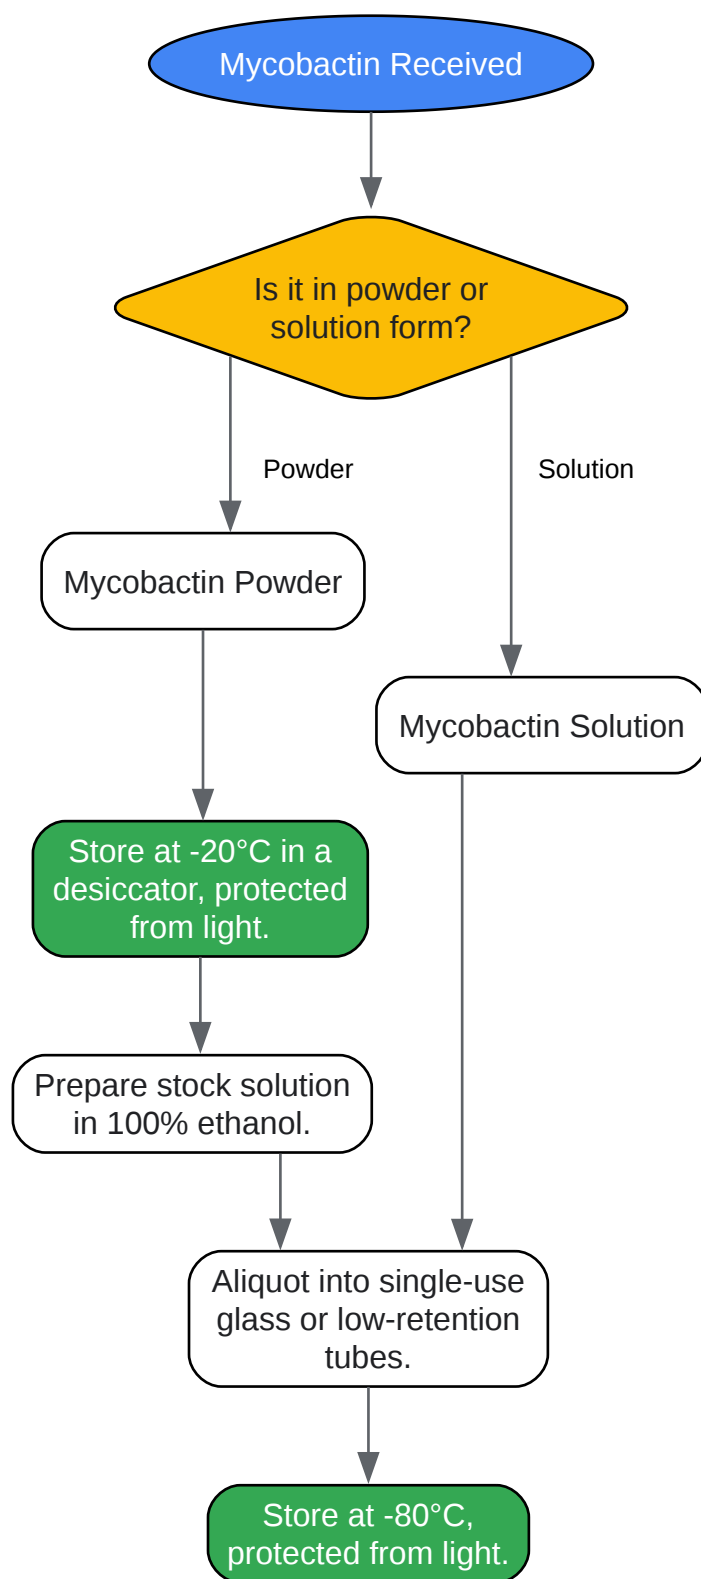 Mycobactin Received
Is it in powder or
solution form?
Powder
Solution
Mycobactin Powder
Mycobactin Solution
Store at -20°C in a
desiccator, protected
from light.
Prepare stock solution
in 100% ethanol.
Aliquot into single-use
glass or low-retention
tubes.
Store at -80°C,
protected from light.